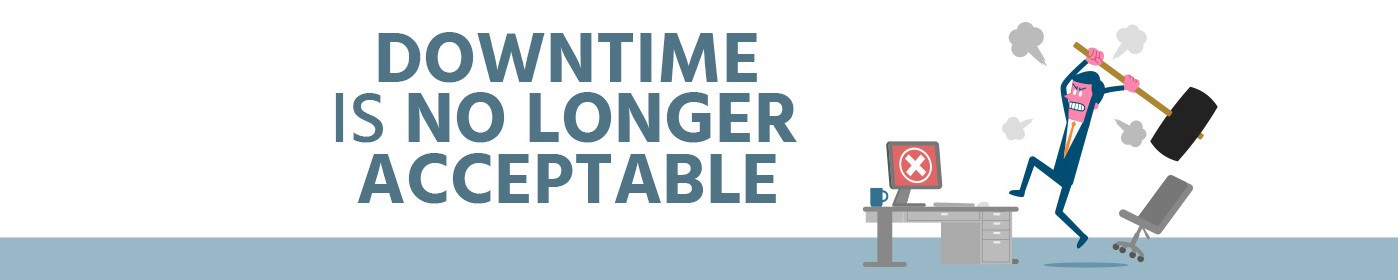 DOWNTIME
IS NO LONGER
ACCEPTABLE